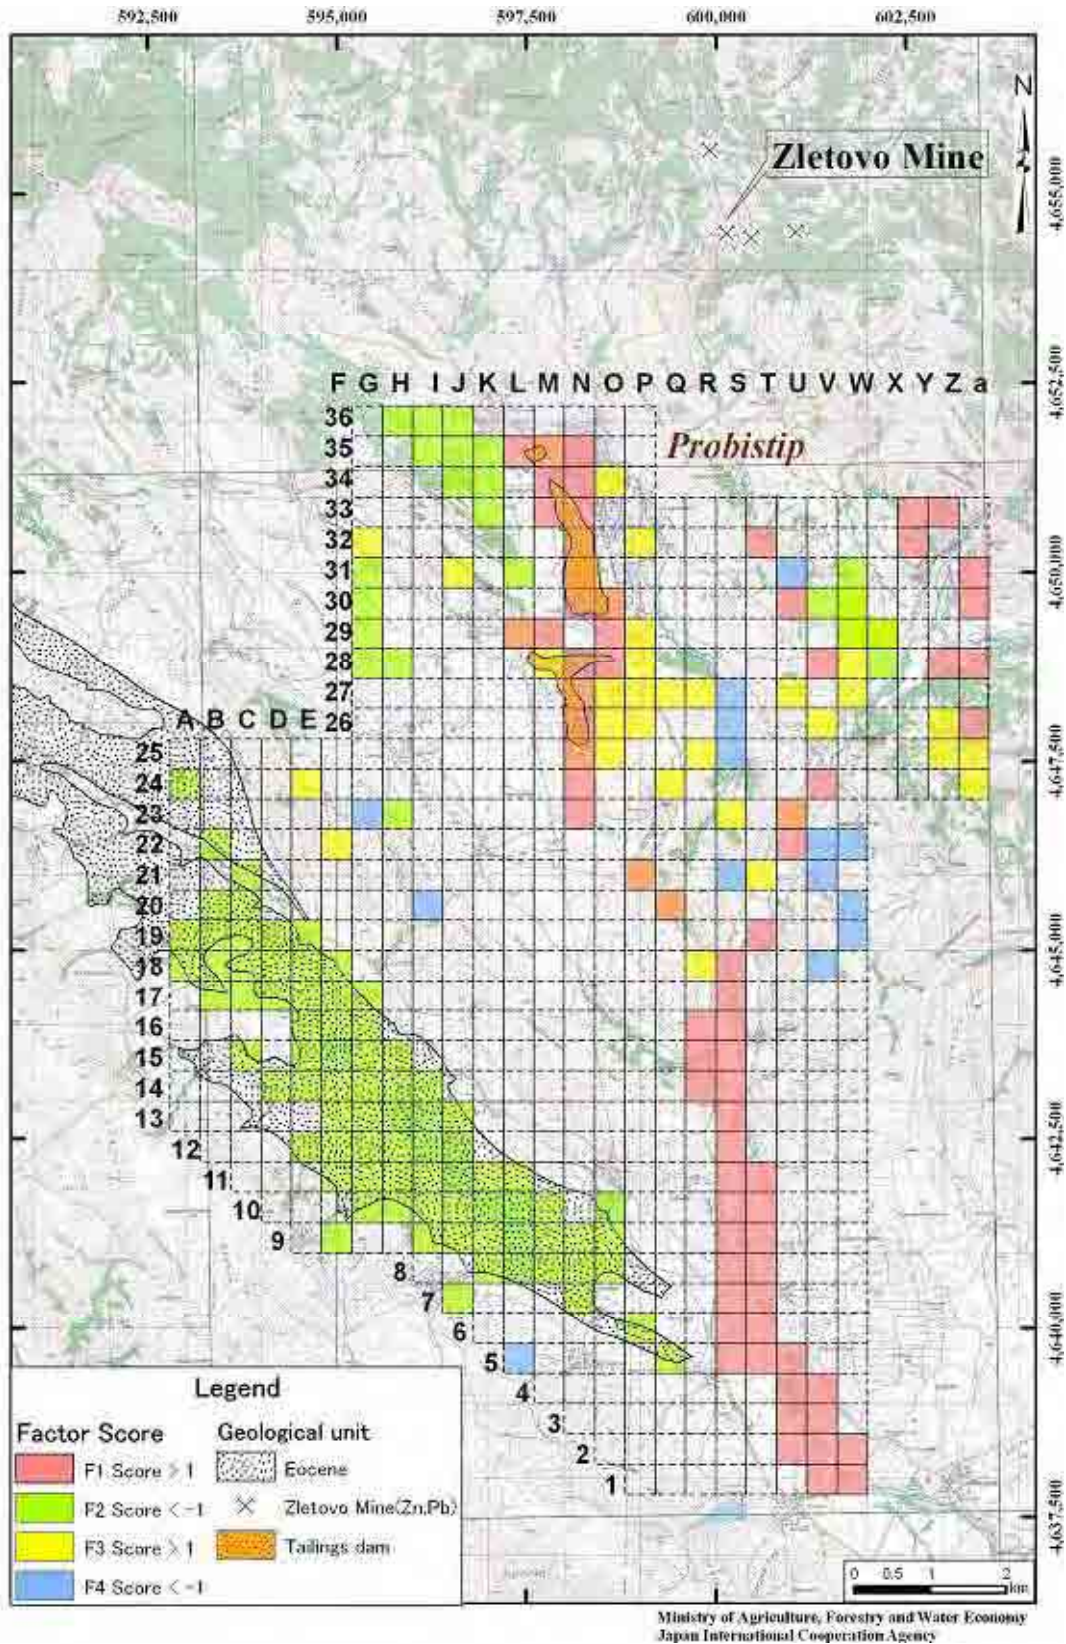 592,500 595,000 597,500 600,000 602,500
N
Zletovo Mine
4,655,000
4,652,500
F G H I J K L M N O P Q R S T U V W X Y Z a
36
35
Probistip
34
33
32
31
4,650,000
30
29
28
27
A B C D E
26
25
4,647,500
24
23
22
21
20
19
4,645,000
18
17
16
15
14
13
4,642,500
12
11
10
9
8
7
4,640,000
6
5
4
3
2
1
4,637,500
Legend
Factor Score
Geological unit
F1 Score > 1
Eocene
F2 Score < -1
Zletovo Mine(Zn,Pb)
F3 Score > 1
Tailings dam
F4 Score < -1
0 0.5 1 2
km
Ministry of Agriculture, Forestry and Water Economy
Japan International Cooperation Agency